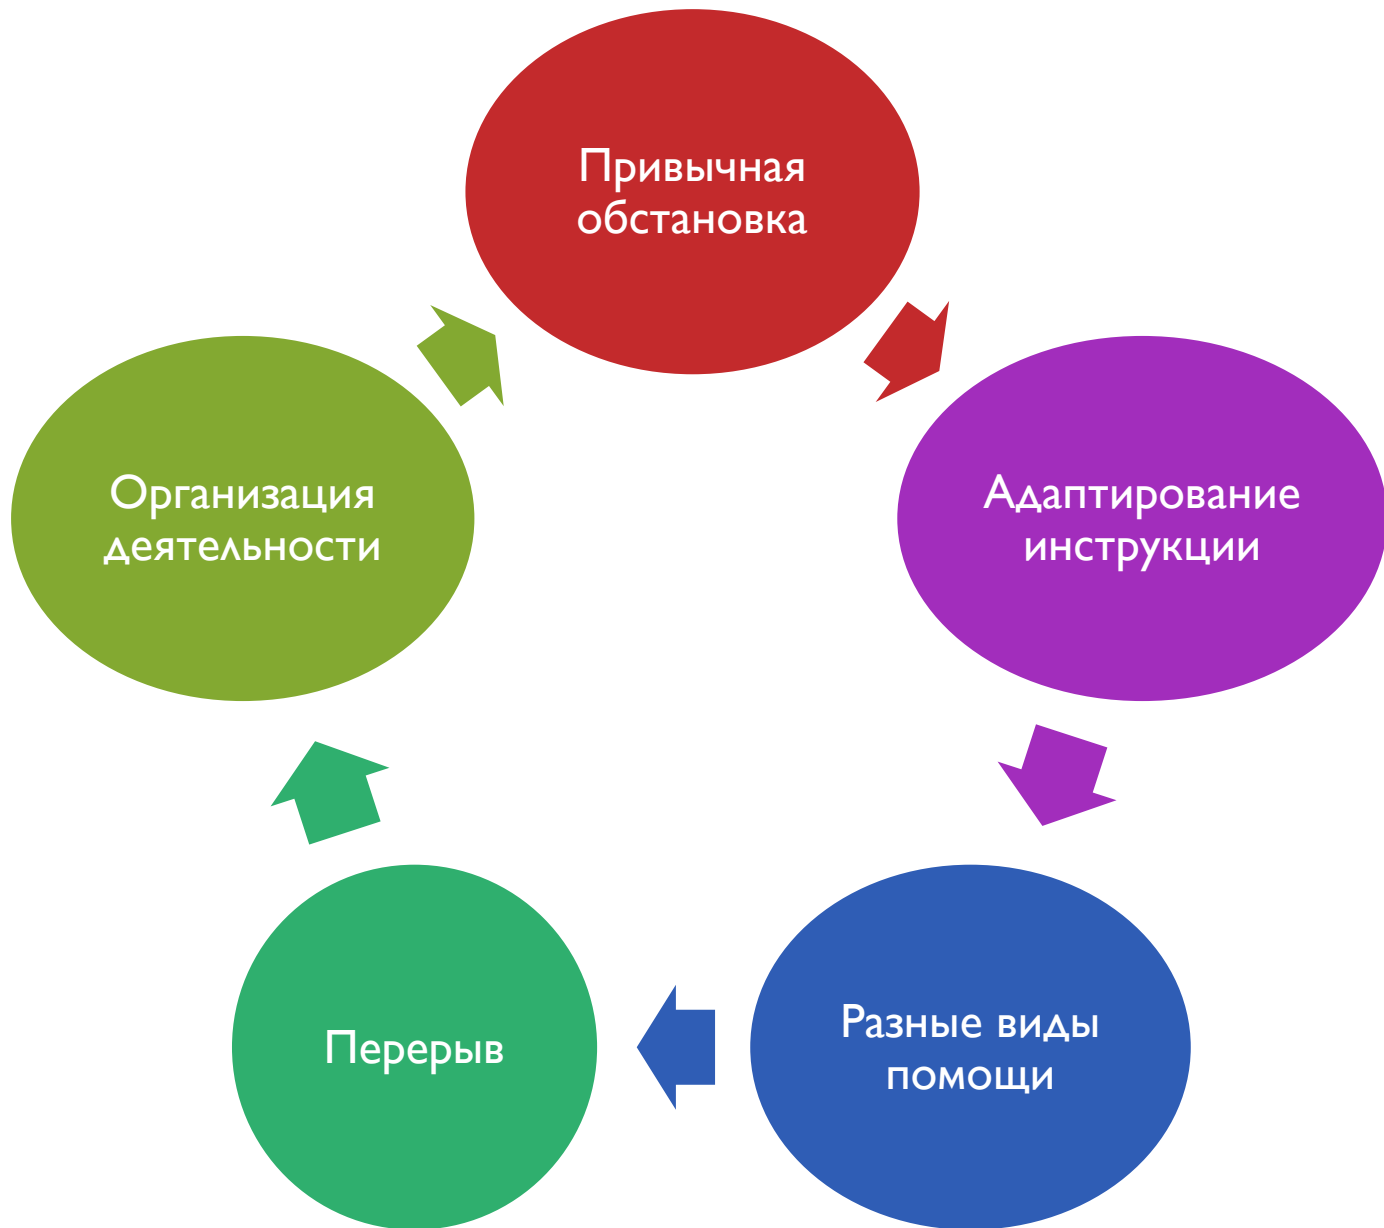 Привычная
обстановка
Адаптирование
инструкции
Разные виды
помощи
Перерыв
Организация
деятельности